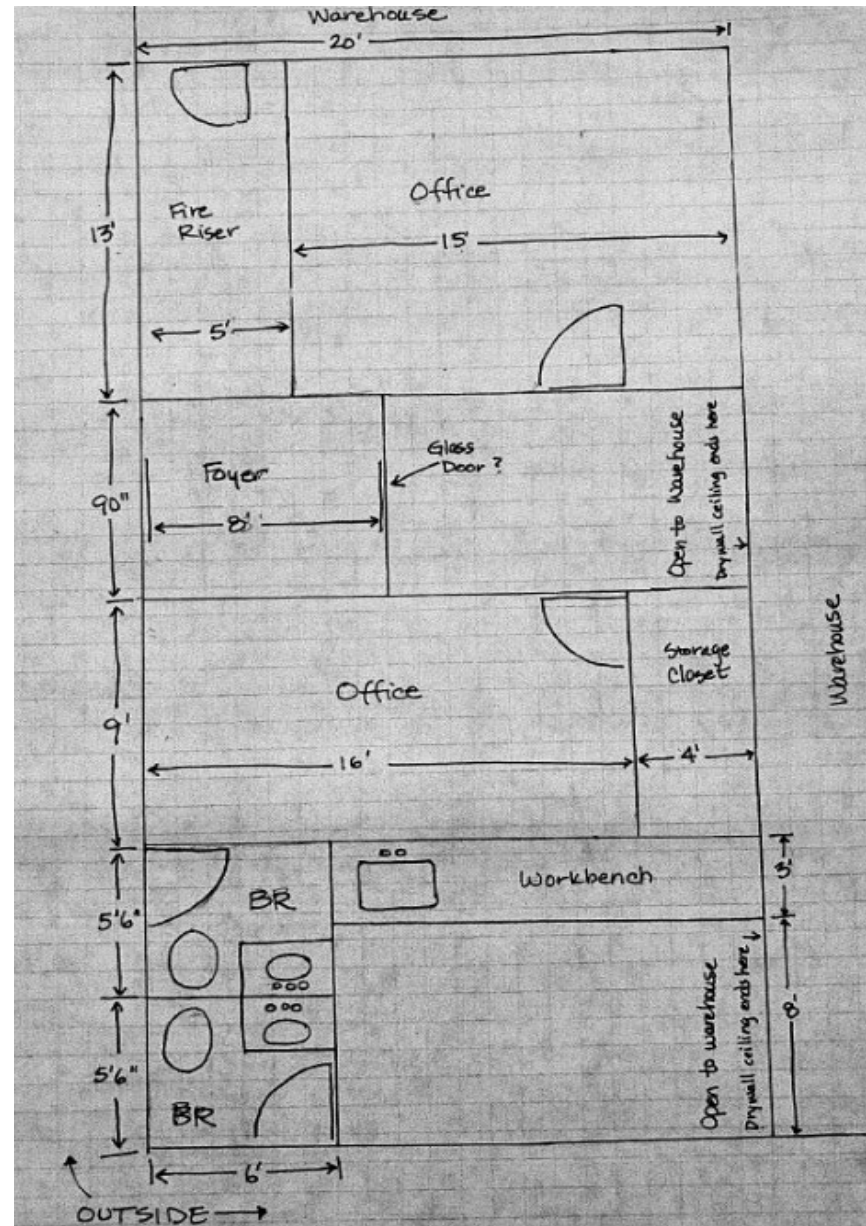 Warehouse
20'
Office
Fire
Riser
13'
15'
5'
Glass
Door?
Foyer
90"
8'
Open to Warehouse
Drywall ceiling ends here
Storage
Closet
Warehouse
Office
9'
16'
4'
Workbench
3'
BR
5'6"
Open to warehouse
Drywall ceiling ends here
8'
5'6"
BR
6'
OUTSIDE